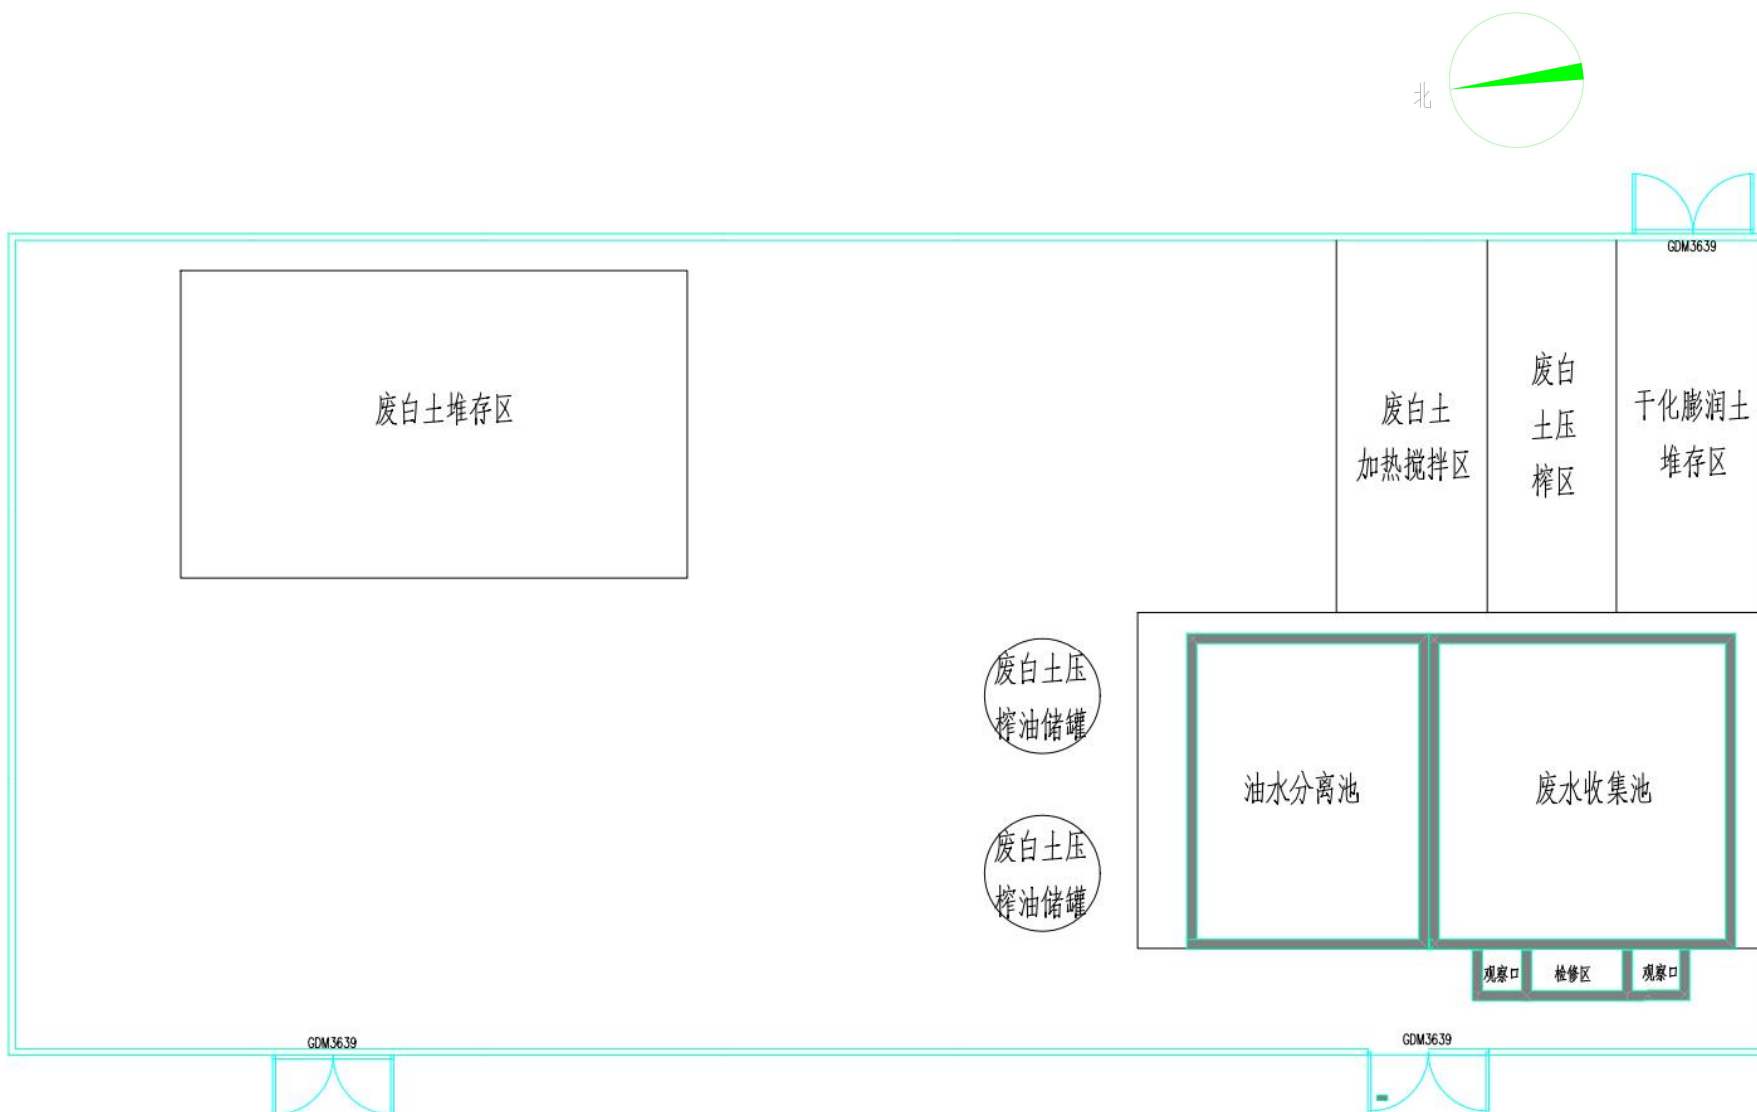 北
GDM3639
废白土堆存区
废白土
加热搅拌区
废白
土压
榨区
干化膨润土
堆存区
废白土压
榨油储罐
废白土压
榨油储罐
油水分离池
废水收集池
观察口
检修区
观察口
GDM3639
GDM3639